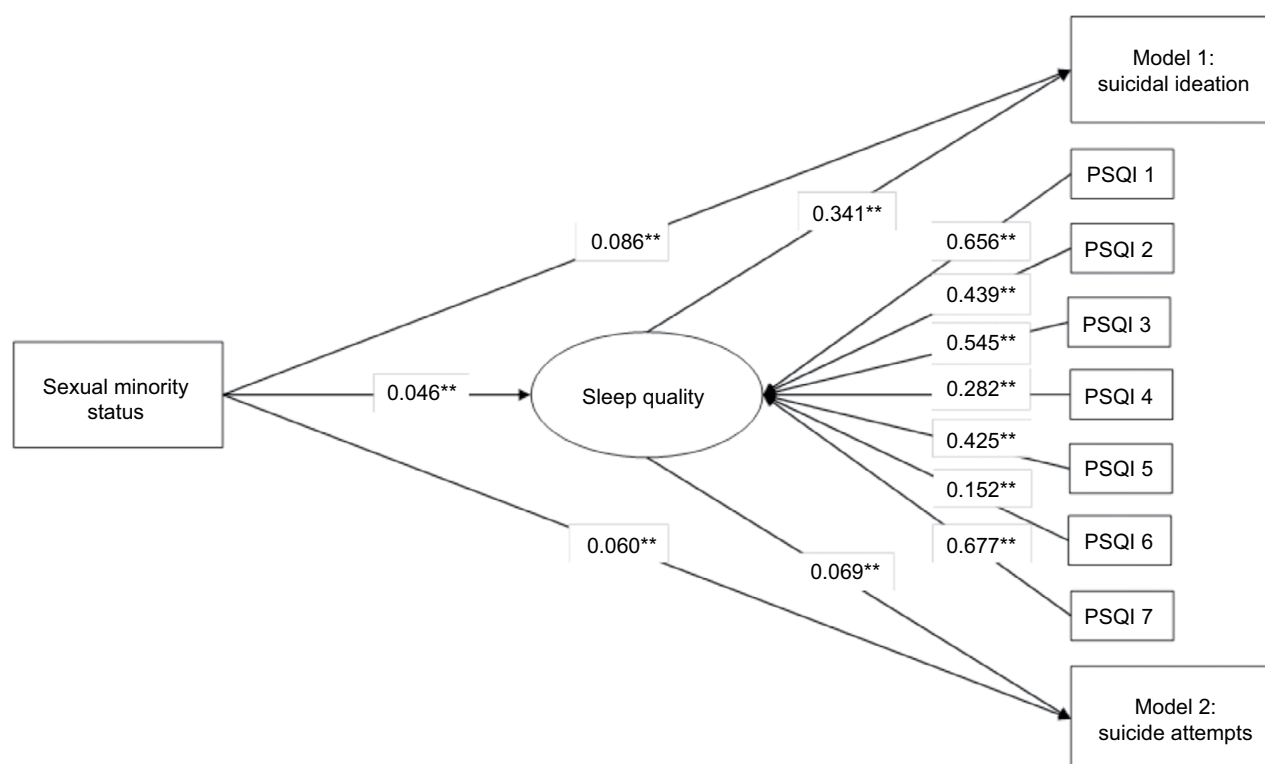 Model 1:
suicidal ideation
PSQI 1
0.341**
0.086**
0.656**
PSQI 2
0.439**
PSQI 3
0.545**
Sexual minority
status
0.046**
Sleep quality
0.282**
PSQI 4
0.425**
PSQI 5
0.152**
PSQI 6
0.060**
0.677**
0.069**
PSQI 7
Model 2:
suicide attempts